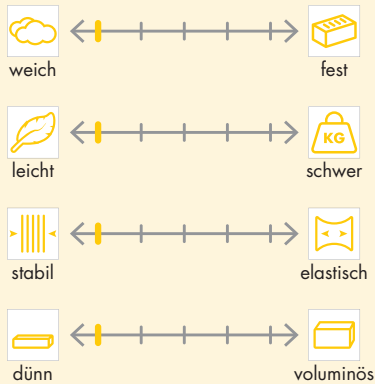 weich fest
KG
leicht schwer
stabil elastisch
dünn voluminös